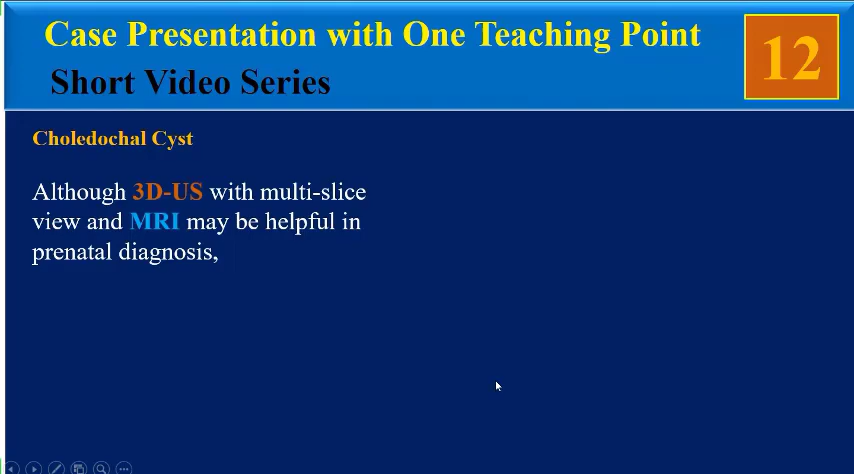 Case Presentation with One Teaching Point
Short Video Series
12
Choledochal Cyst
Although 3D-US with multi-slice
view and MRI may be helpful in
prenatal diagnosis,